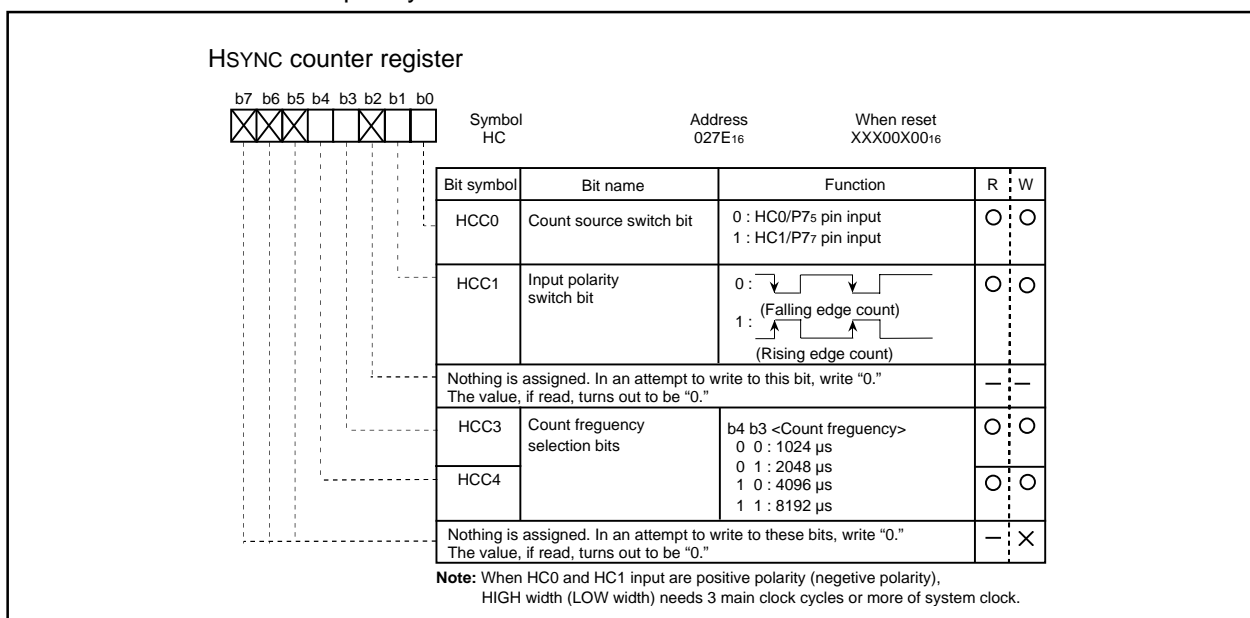 HSYNC counter register
b7 b6 b5 b4 b3 b2 b1 b0
Symbol Address When reset
HC 027E16 XXX00X0016
Bit symbol Bit name Function R W
HCC0 Count source switch bit 0 : HC0/P75 pin input
1 : HC1/P77 pin input
HCC1 Input polarity
switch bit
0 :
(Falling edge count)
1 :
(Rising edge count)
Nothing is assigned. In an attempt to write to this bit, write “0.”
The value, if read, turns out to be “0.”
HCC3 Count freguency
selection bits
b4 b3 <Count freguency>
0 0 : 1024 µs
0 1 : 2048 µs
HCC4 1 0 : 4096 µs
1 1 : 8192 µs
Nothing is assigned. In an attempt to write to these bits, write “0.”
The value, if read, turns out to be “0.”
Note: When HC0 and HC1 input are positive polarity (negetive polarity),
HIGH width (LOW width) needs 3 main clock cycles or more of system clock.